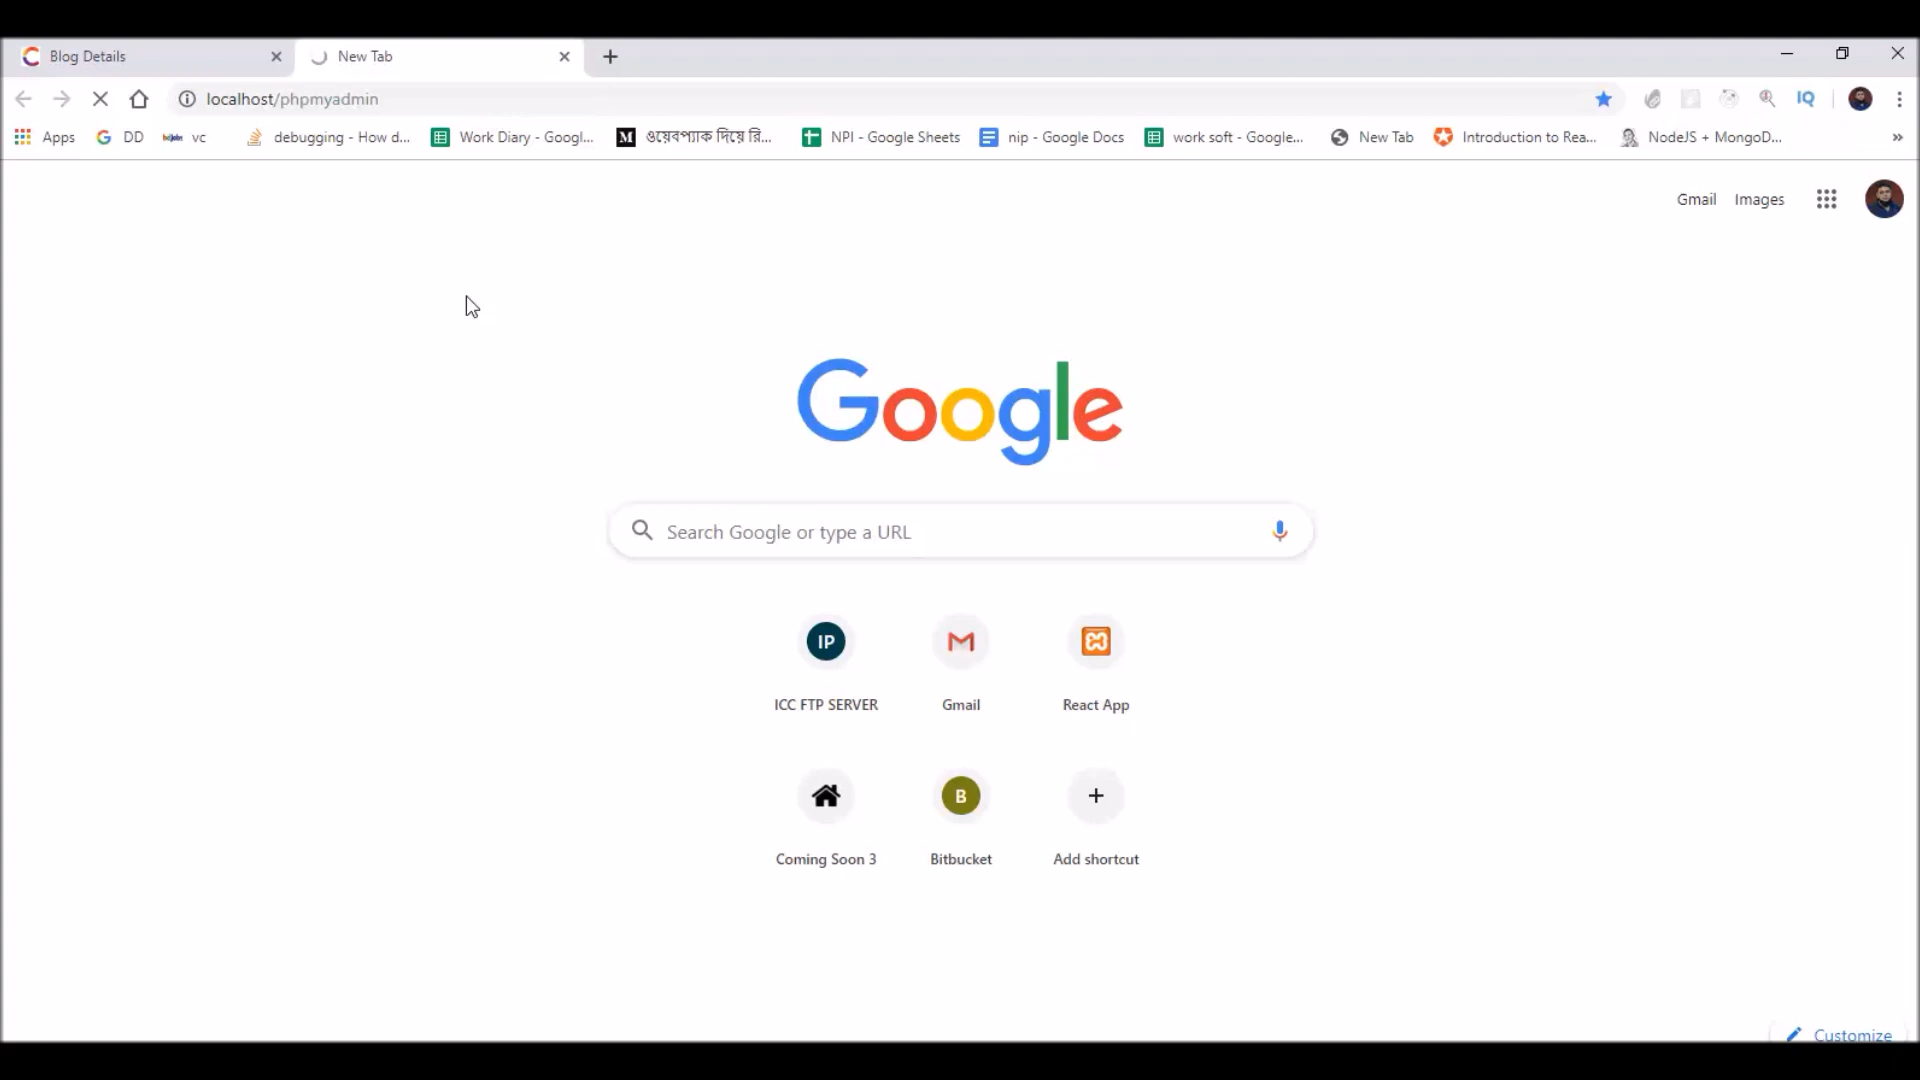 Blog Details
New Tab
localhost/phpmyadmin
IQ
Apps
DD
vc
debugging - How d...
Work Diary - Googl...
M ওয়েবপ্যাক দিয়ে রি...
NPI - Google Sheets
nip - Google Docs
work soft - Google...
New Tab
Introduction to Rea...
NodeJS + MongoD...
»
Gmail Images
Google
Search Google or type a URL
IP
ICC FTP SERVER
Gmail
React App
Coming Soon 3
B
Bitbucket
Add shortcut
Customize